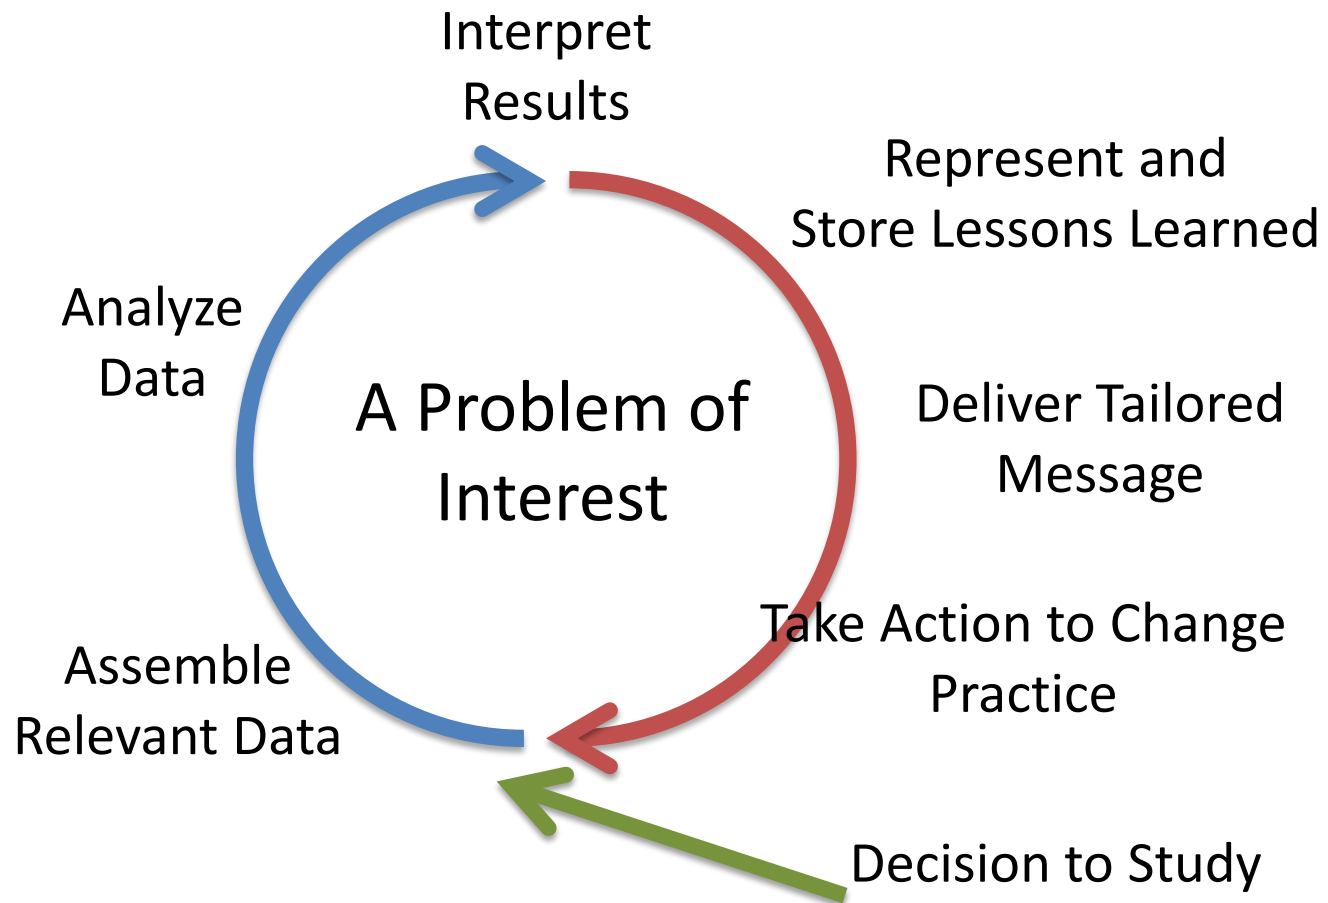 Interpret
Results
Represent and
Store Lessons Learned
Analyze
Data
A Problem of
Interest
Deliver Tailored
Message
Take Action to Change
Practice
Assemble
Relevant Data
Decision to Study